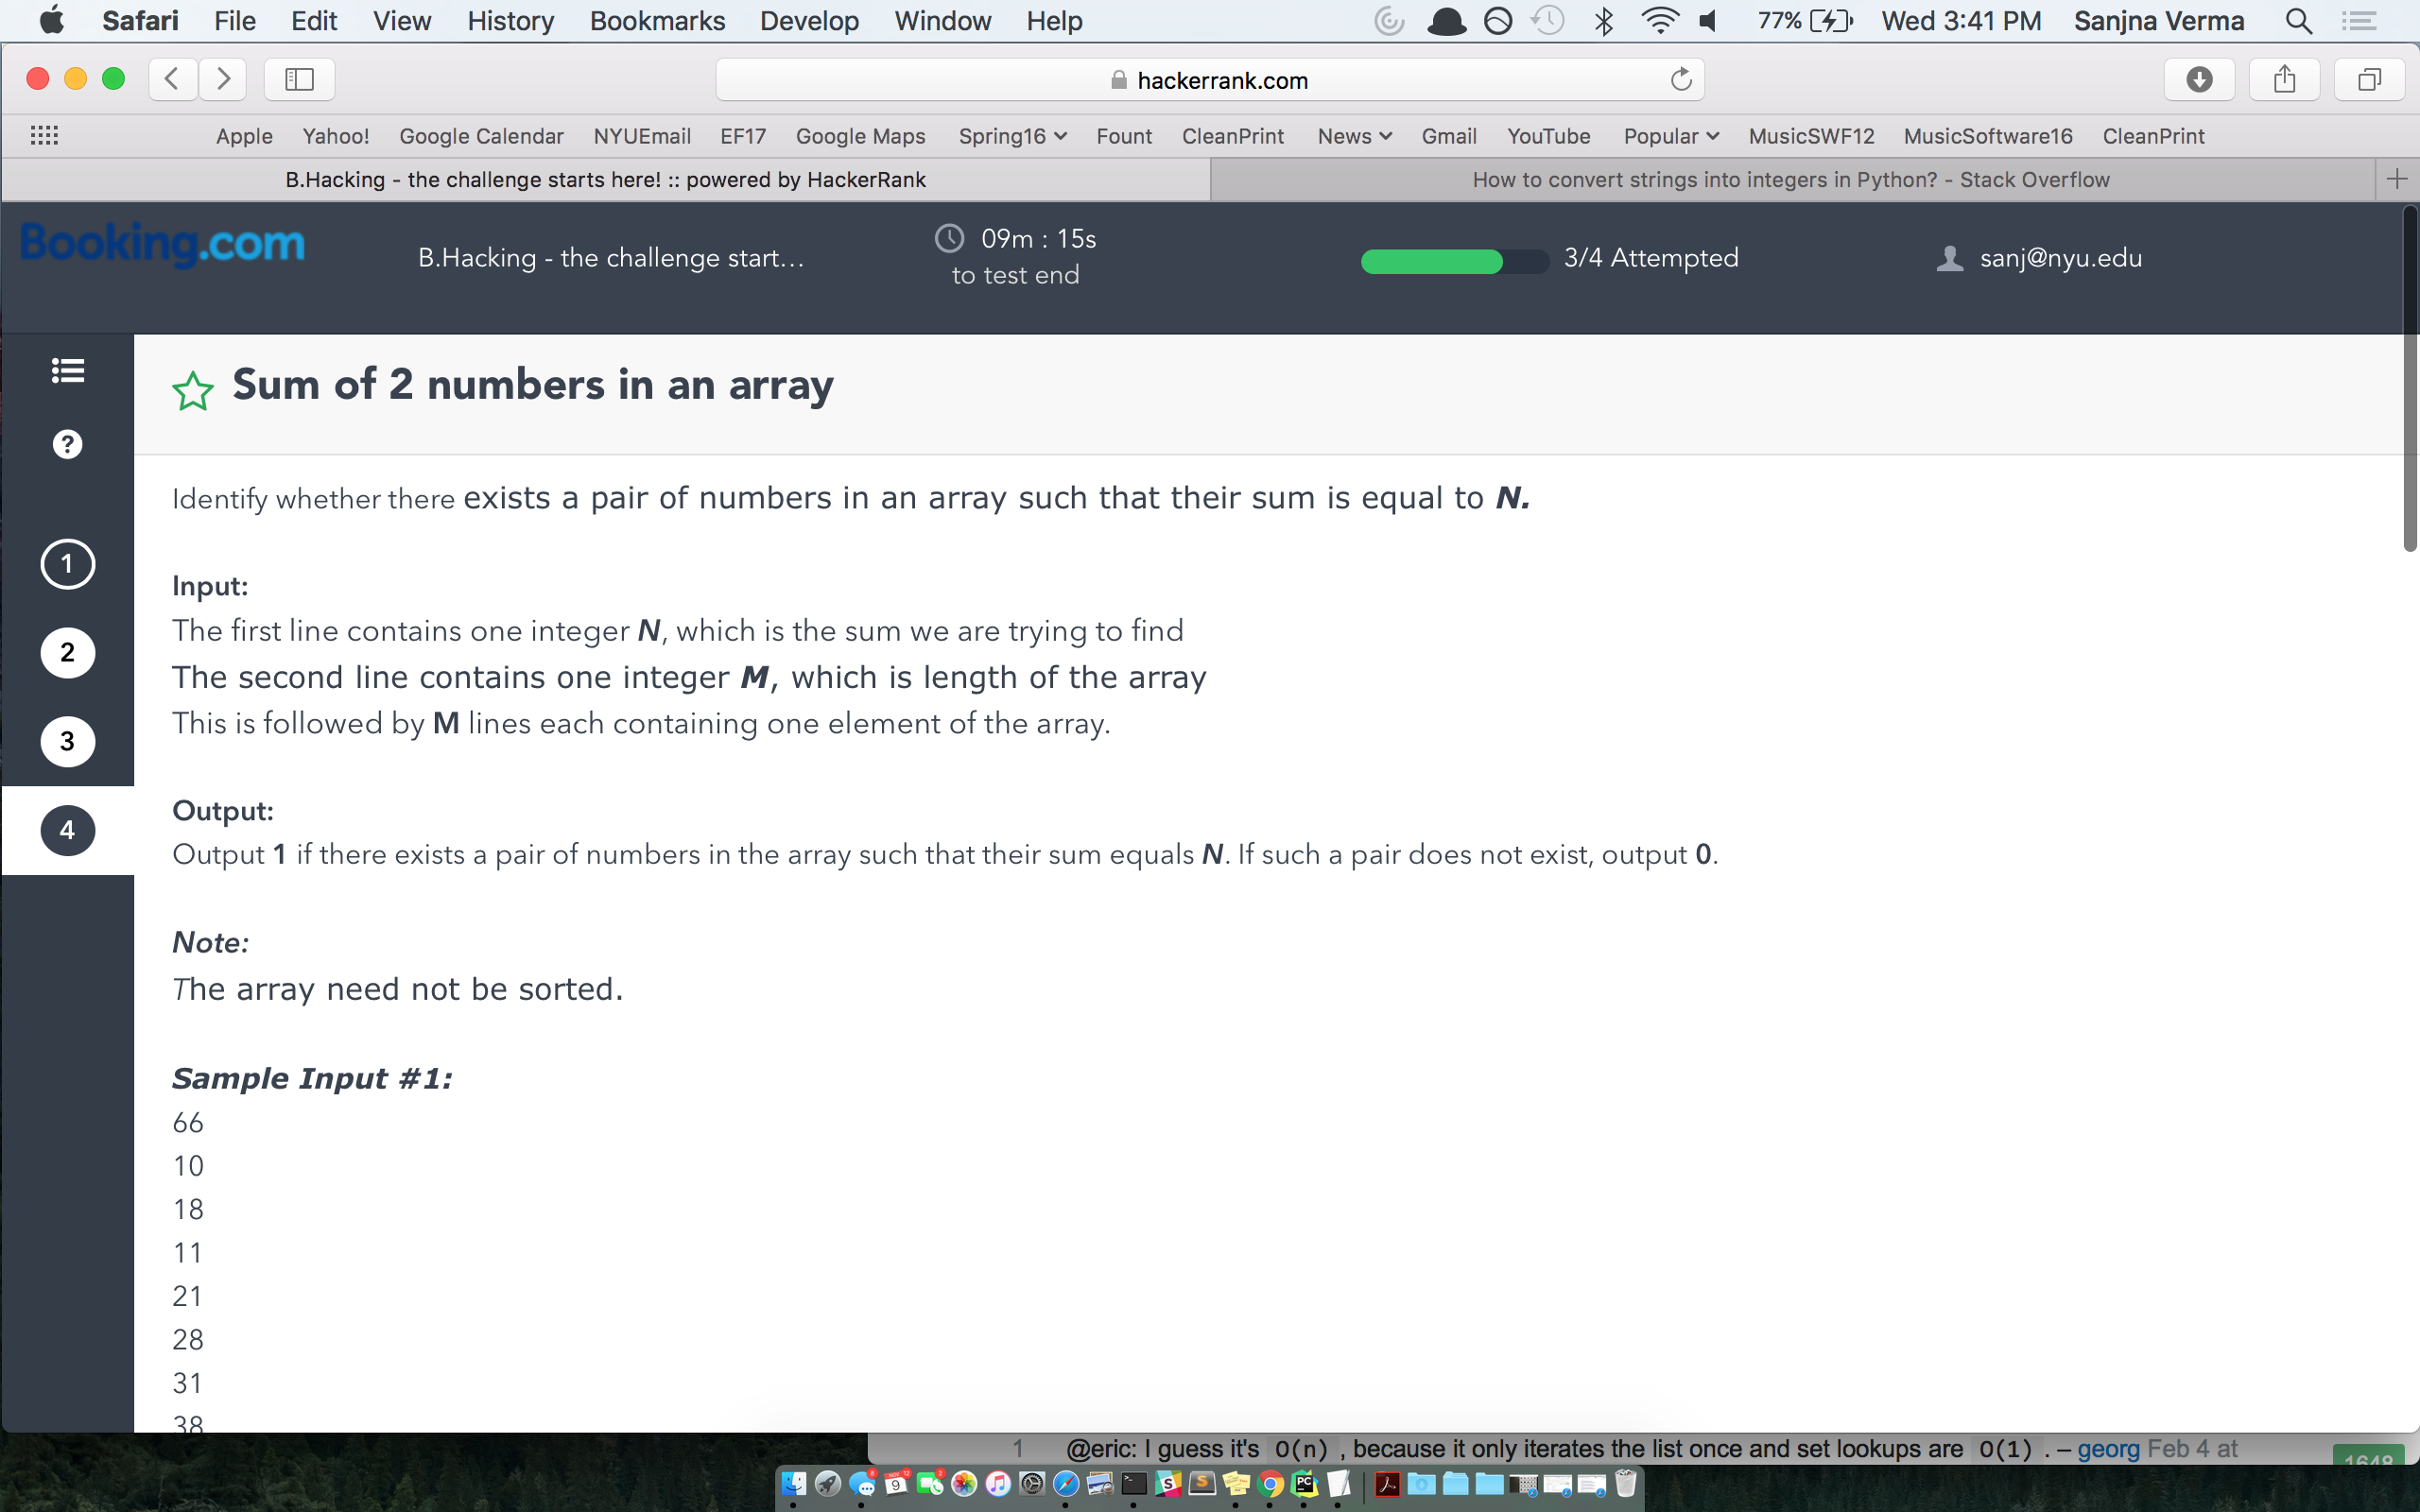 Safari File Edit View History Bookmarks Develop Window Help 77% Wed 3:41 PM Sanjna Verma
hackerrank.com
Apple Yahoo! Google Calendar NYUEmail EF17 Google Maps Spring16 Fount CleanPrint News Gmail YouTube Popular MusicSWF12 MusicSoftware16 CleanPrint
B.Hacking - the challenge starts here! :: powered by HackerRank How to convert strings into integers in Python? - Stack Overflow
Booking.com B.Hacking - the challenge start... 09m : 15s 3/4 Attempted sanj@nyu.edu
to test end
Sum of 2 numbers in an array
?
Identify whether there exists a pair of numbers in an array such that their sum is equal to N.
1
Input:
The first line contains one integer N, which is the sum we are trying to find
2
The second line contains one integer M, which is length of the array
This is followed by M lines each containing one element of the array.
3
Output:
4
Output 1 if there exists a pair of numbers in the array such that their sum equals N. If such a pair does not exist, output 0.
Note:
The array need not be sorted.
Sample Input #1:
66
10
18
11
21
28
31
38
1 @eric: I guess it's O(n) , because it only iterates the list once and set lookups are O(1) . – georg Feb 4 at
1648